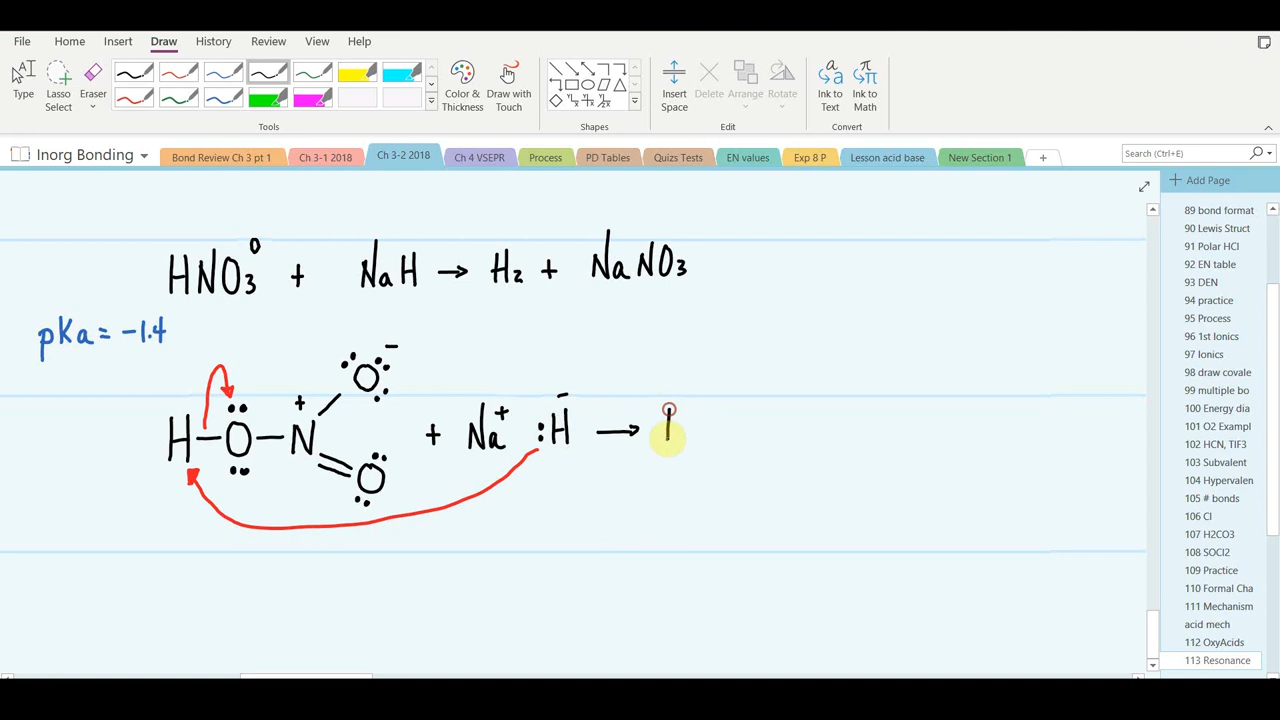 File Home Insert Draw History Review View Help
Type Lasso Select Eraser Color & Thickness Draw with Touch Insert Space Delete Arrange Rotate Ink to Text Ink to Math
Tools Shapes Edit Convert
Inorg Bonding Bond Review Ch 3 pt 1 Ch 3-1 2018 Ch 3-2 2018 Ch 4 VSEPR Process PD Tables Quizs Tests EN values Exp 8 P Lesson acid base New Section 1 + Search (Ctrl+E)
Add Page
89 bond format
90 Lewis Struct
91 Polar HCl
92 EN table
93 DEN
94 practice
95 Process
96 1st Ionics
97 Ionics
98 draw covale
99 multiple bo
100 Energy dia
101 O2 Exampl
102 HCN, TIF3
103 Subvalent
104 Hypervalen
105 # bonds
106 CI
107 H2CO3
108 SOCl2
109 Practice
110 Formal Cha
111 Mechanism
acid mech
112 OxyAcids
113 Resonance
HNO₃⁰ + NaH → H₂ + NaNO₃
pKa = -1.4
:O:⁻
H-O-N⁺ + Na⁺ :H⁻ →
O